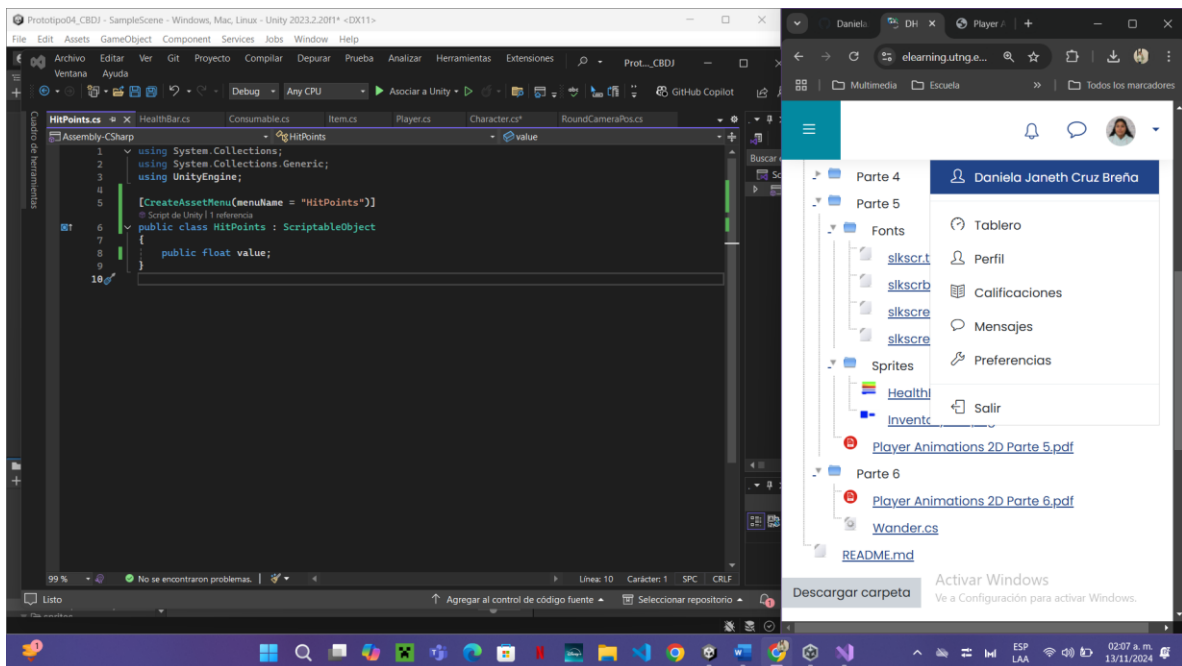 Prototipo04_CBDJ - SampleScene - Windows, Mac, Linux - Unity 2023.2.20f1* <DX11>
File Edit Assets GameObject Component Services Jobs Window Help
Archivo Editar Ver Git Proyecto Compilar Depurar Prueba Analizar Herramientas Extensiones Prot..._CBDJ
Ventana Ayuda
Debug Any CPU Asociar a Unity GitHub Copilot
HitPoints.cs HealthBar.cs Consumable.cs Item.cs Player.cs Character.cs* RoundCameraPos.cs
Cuadro de herramientas
Assembly-CSharp HitPoints value
Buscar
1 using System.Collections;
2 using System.Collections.Generic;
3 using UnityEngine;
4
5 [CreateAssetMenu(menuName = "HitPoints")]
Script de Unity | 1 referencia
6 public class HitPoints : ScriptableObject
7 {
8 public float value;
9 }
10
99 % No se encontraron problemas. Línea: 10 Carácter: 1 SPC CRLF
Listo Agregar al control de código fuente Seleccionar repositorio
Daniela DH Player A
elearning.utng.e...
Multimedia Escuela » Todos los marcadores
Daniela Janeth Cruz Breña
Tablero
Perfil
Calificaciones
Mensajes
Preferencias
Salir
Parte 4
Parte 5
Fonts
slkscr.t
slkscrb
slkscre
slkscre
Sprites
Health
Invento
Player Animations 2D Parte 5.pdf
Parte 6
Player Animations 2D Parte 6.pdf
Wander.cs
README.md
Descargar carpeta
Activar Windows
Ve a Configuración para activar Windows.
ESP
LAA
02:07 a. m.
13/11/2024